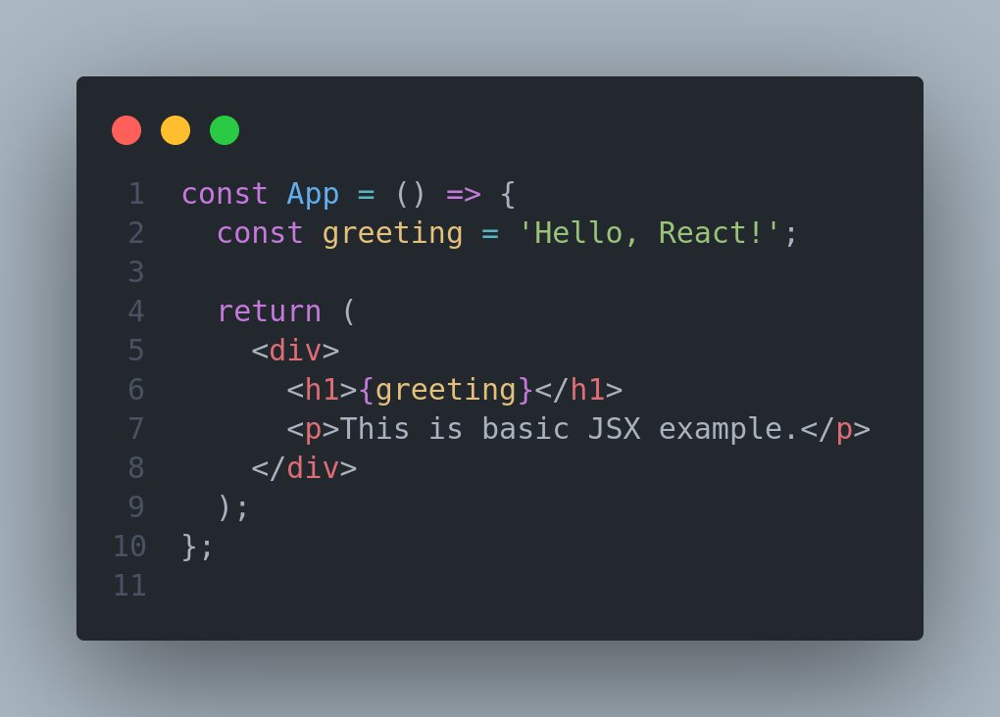 1 const App = () => {
2   const greeting = 'Hello, React!';
3
4   return (
5     <div>
6       <h1>{greeting}</h1>
7       <p>This is basic JSX example.</p>
8     </div>
9   );
10 };
11